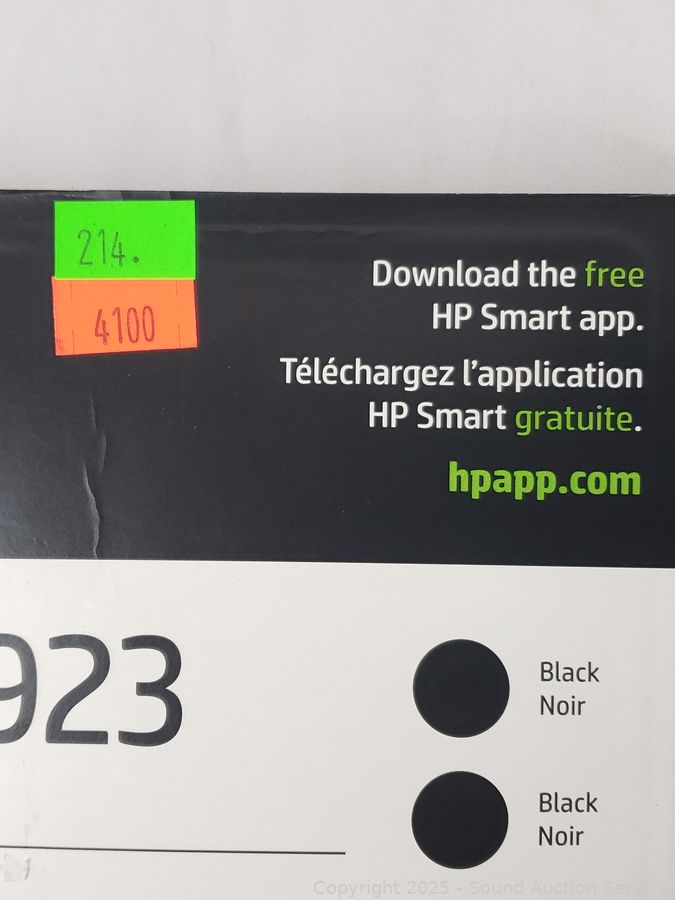 214.
4100
Download the free
HP Smart app.
Téléchargez l'application
HP Smart gratuite.
hpapp.com
923
Black
Noir
Black
Noir
Copyright 2025 - Sound Auction Service